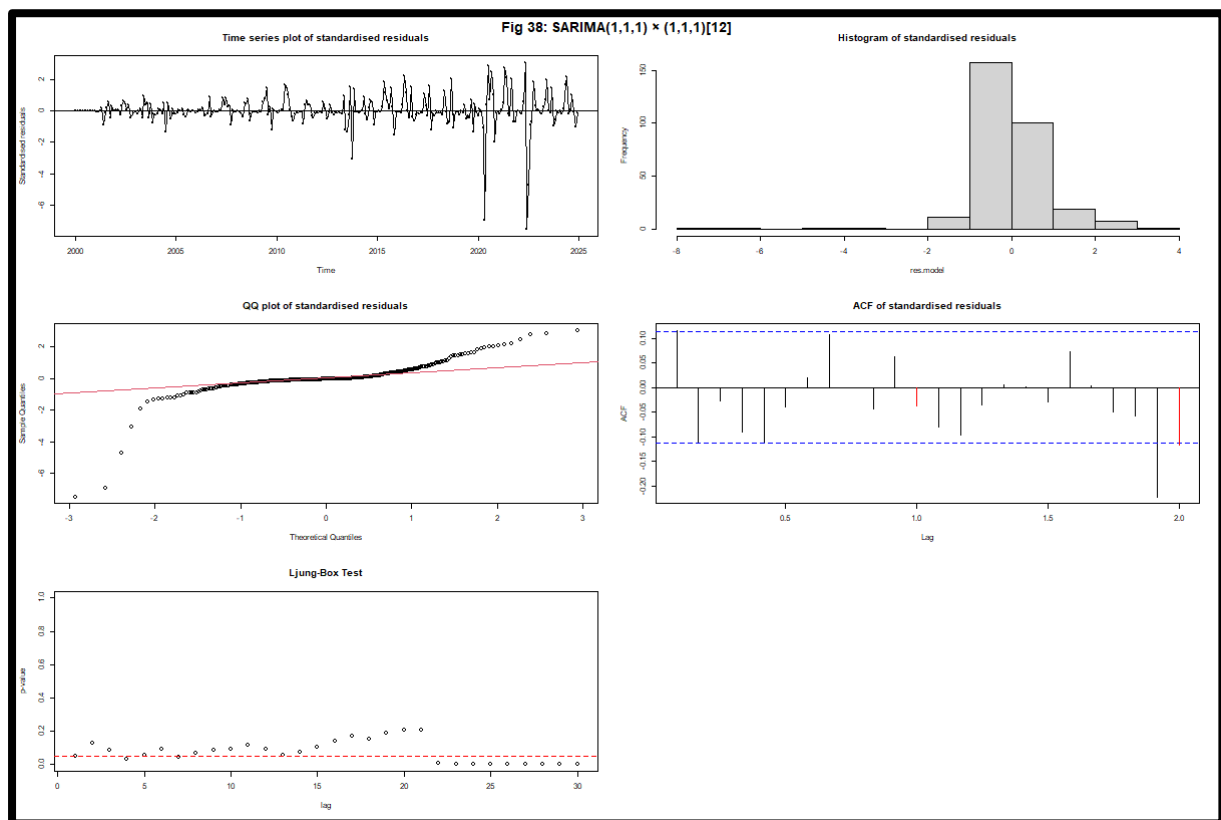 Fig 38: SARIMA(1,1,1) × (1,1,1)[12]
Time series plot of standardised residuals
Standardised residuals
2
0
-2
-4
-6
2000 2005 2010 2015 2020 2025
Time
Histogram of standardised residuals
Frequency
150
100
50
0
-8 -6 -4 -2 0 2 4
res.model
QQ plot of standardised residuals
Sample Quantiles
2
0
-2
-4
-6
-3 -2 -1 0 1 2 3
Theoretical Quantiles
ACF of standardised residuals
ACF
0.10
0.05
0.00
-0.05
-0.10
-0.15
-0.20
0.5 1.0 1.5 2.0
Lag
Ljung-Box Test
p-value
1.0
0.8
0.6
0.4
0.2
0.0
0 5 10 15 20 25 30
lag